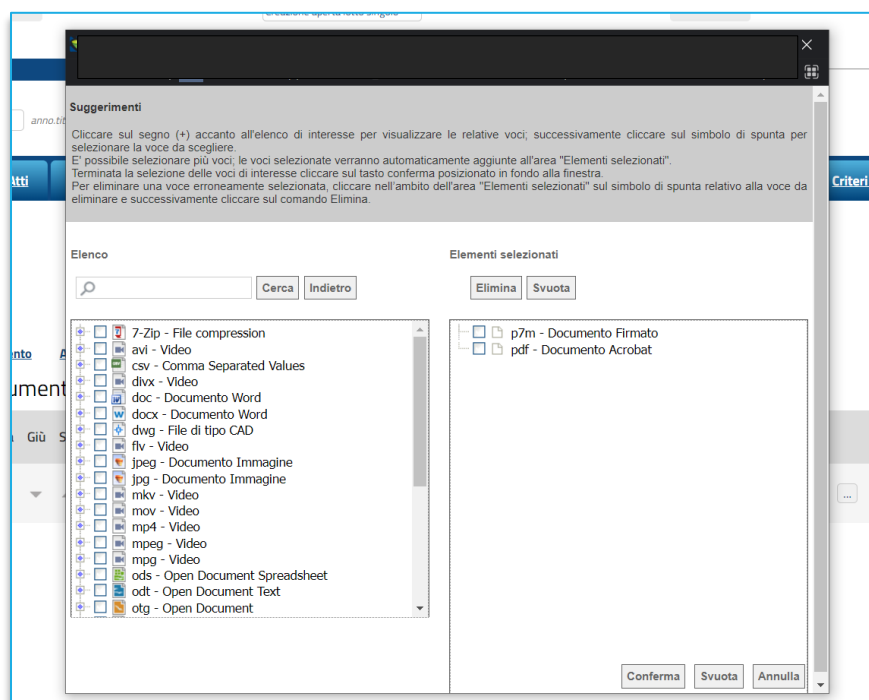 Creazione aperta lotto singolo
Suggerimenti
Cliccare sul segno (+) accanto all'elenco di interesse per visualizzare le relative voci; successivamente cliccare sul simbolo di spunta per
selezionare la voce da scegliere.
E' possibile selezionare più voci; le voci selezionate verranno automaticamente aggiunte all'area "Elementi selezionati".
Terminata la selezione delle voci di interesse cliccare sul tasto conferma posizionato in fondo alla finestra.
Per eliminare una voce erroneamente selezionata, cliccare nell'ambito dell'area "Elementi selezionati" sul simbolo di spunta relativo alla voce da
eliminare e successivamente cliccare sul comando Elimina.
anno.tit
Atti
Criteri
Elenco
Cerca Indietro
7-Zip - File compression
avi - Video
csv - Comma Separated Values
divx - Video
doc - Documento Word
docx - Documento Word
dwg - File di tipo CAD
flv - Video
jpeg - Documento Immagine
jpg - Documento Immagine
mkv - Video
mov - Video
mp4 - Video
mpeg - Video
mpg - Video
ods - Open Document Spreadsheet
odt - Open Document Text
otg - Open Document
Elementi selezionati
Elimina Svuota
p7m - Documento Firmato
pdf - Documento Acrobat
Conferma Svuota Annulla
nto A
ument
Giù S
...